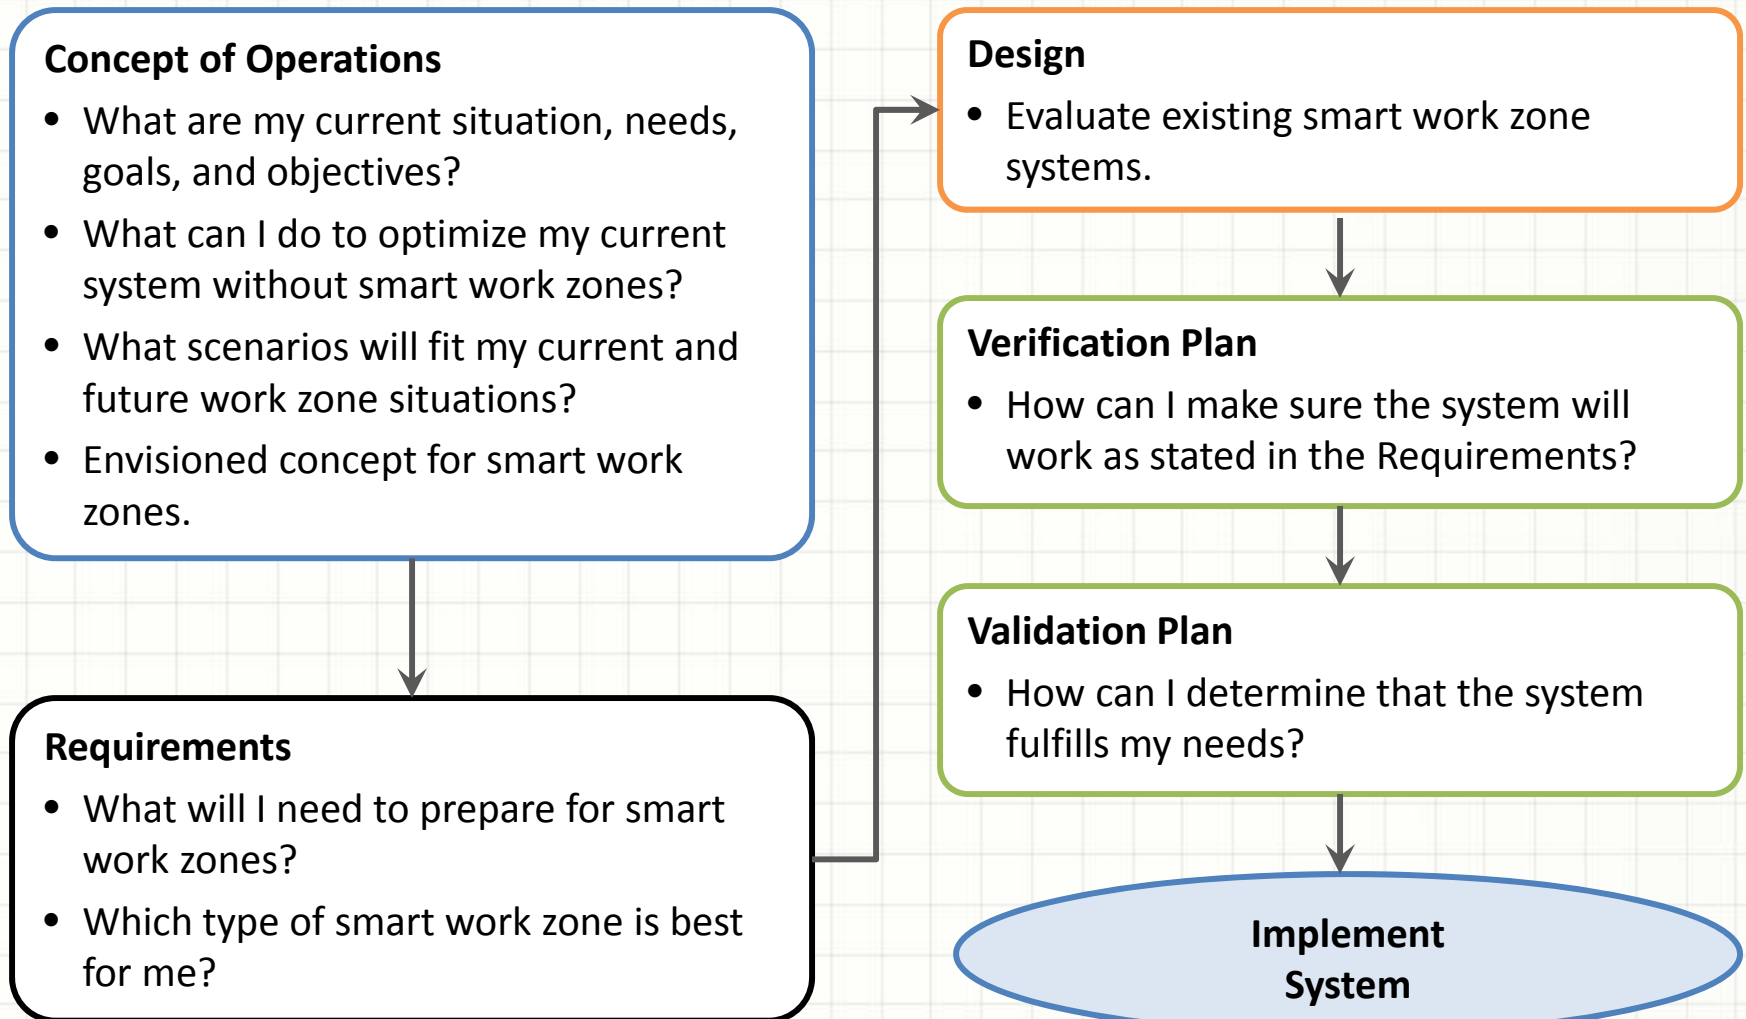 Concept of Operations
• What are my current situation, needs,
goals, and objectives?
• What can I do to optimize my current
system without smart work zones?
• What scenarios will fit my current and
future work zone situations?
• Envisioned concept for smart work
zones.
Requirements
• What will I need to prepare for smart
work zones?
• Which type of smart work zone is best
for me?
Design
• Evaluate existing smart work zone
systems.
Verification Plan
• How can I make sure the system will
work as stated in the Requirements?
Validation Plan
• How can I determine that the system
fulfills my needs?
Implement
System